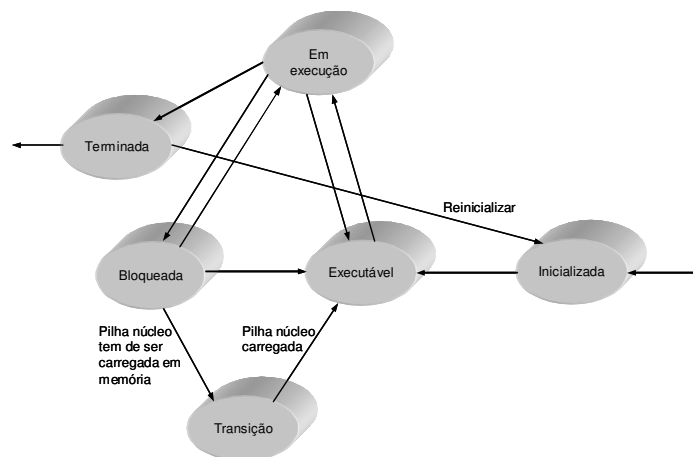 Em
execução
Terminada
Reinicializar
Bloqueada
Executável
Inicializada
Pilha núcleo
tem de ser
carregada em
memória
Pilha núcleo
carregada
Transição